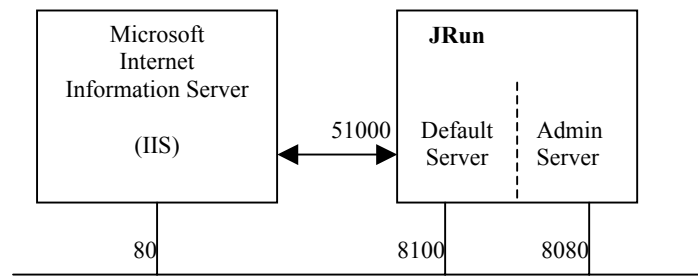 Microsoft
Internet
Information Server
(IIS)
JRun
51000
Default
Server
Admin
Server
80
8100
8080